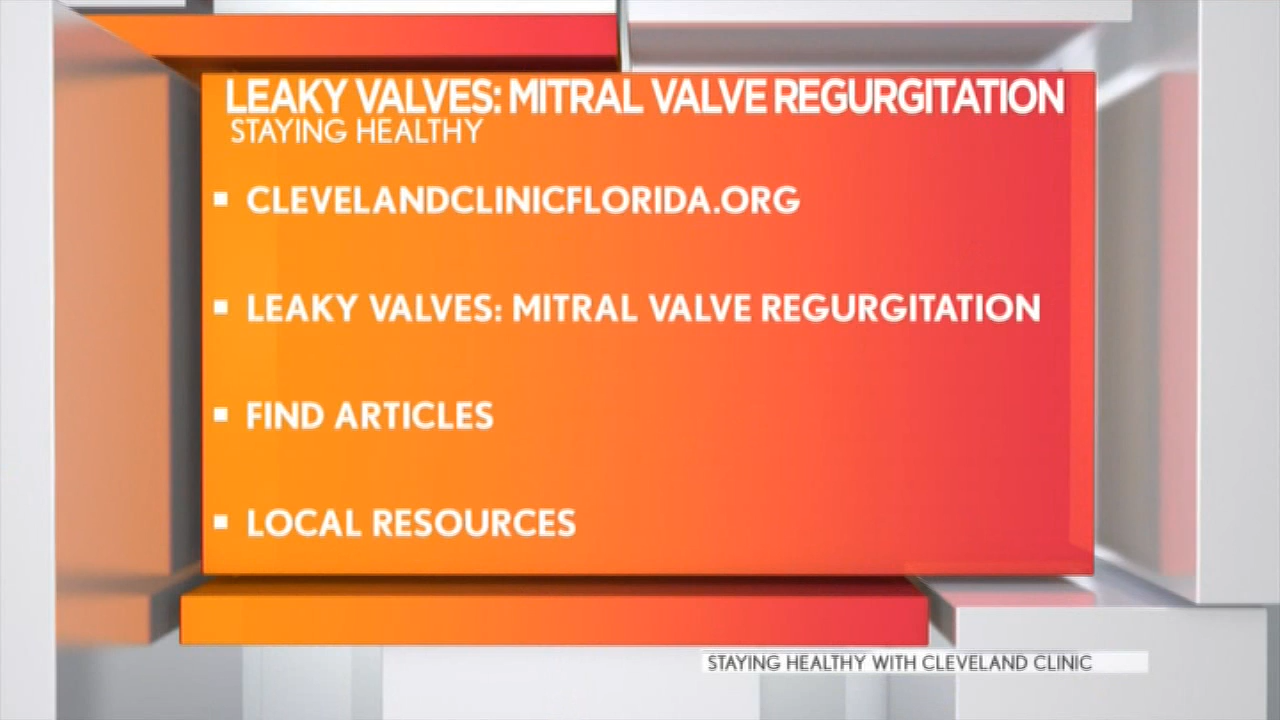 LEAKY VALVES: MITRAL VALVE REGURGITATION
STAYING HEALTHY
▪ CLEVELANDCLINICFLORIDA.ORG
▪ LEAKY VALVES: MITRAL VALVE REGURGITATION
▪ FIND ARTICLES
▪ LOCAL RESOURCES
STAYING HEALTHY WITH CLEVELAND CLINIC